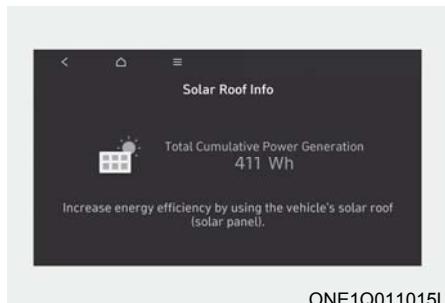 Solar Roof Info
Total Cumulative Power Generation
411 Wh
Increase energy efficiency by using the vehicle's solar roof
(solar panel).
ONE1Q011015L